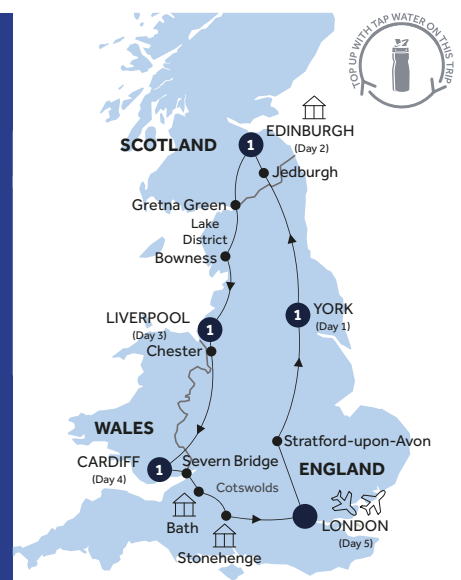 TOP UP WITH TAP WATER ON THIS TRIP
EDINBURGH
(Day 2)
SCOTLAND
1
Jedburgh
Gretna Green
Lake
District
Bowness
LIVERPOOL
(Day 3)
1
Chester
1
YORK
(Day 1)
WALES
CARDIFF
(Day 4)
1
Severn Bridge
Stratford-upon-Avon
ENGLAND
Cotswolds
Bath
Stonehenge
LONDON
(Day 5)